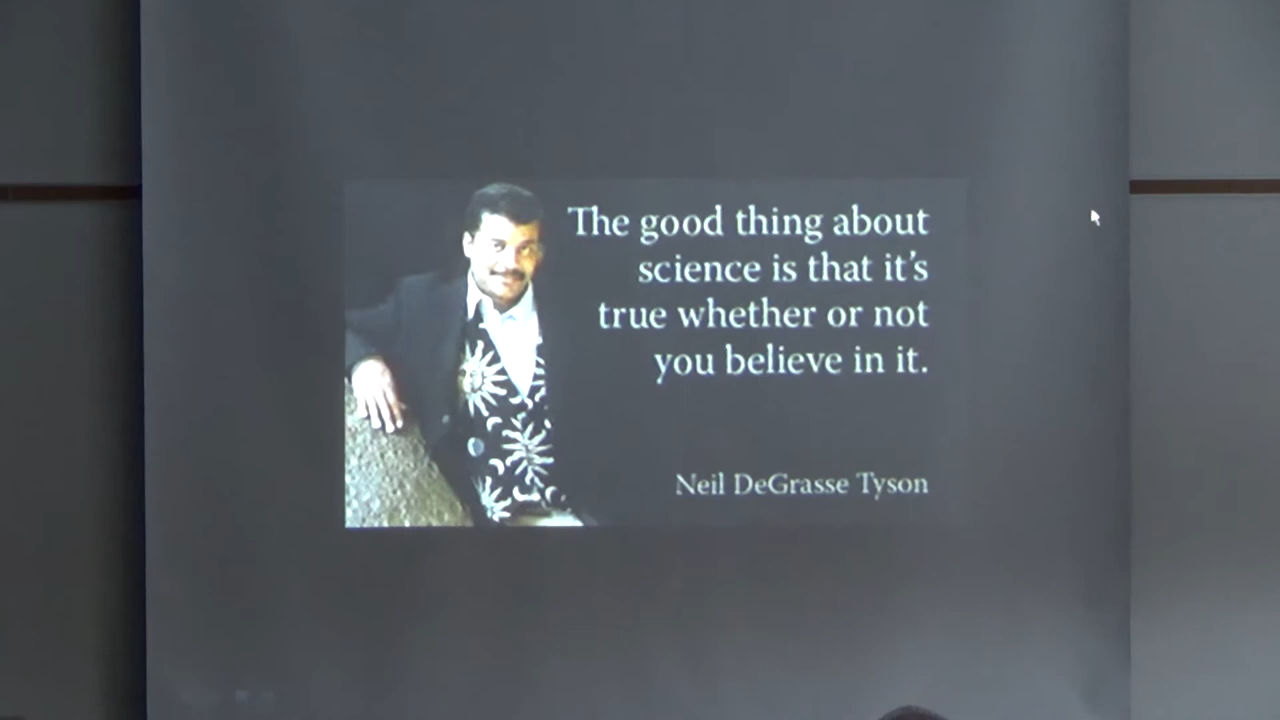 The good thing about
science is that it's
true whether or not
you believe in it.
Neil DeGrasse Tyson